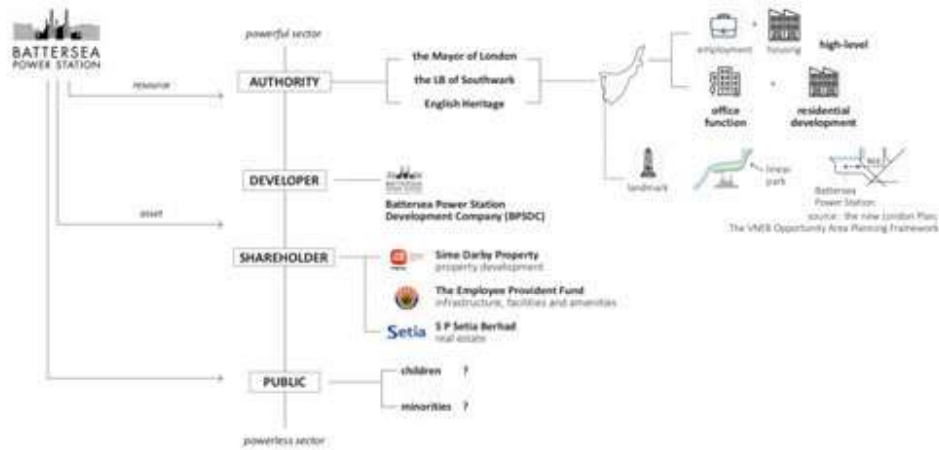 BATTERSEA
POWER STATION
powerful sector
resource
AUTHORITY
the Mayor of London
the LB of Southwark
English Heritage
employment
+
housing
high-level
office
function
+
residential
development
landmark
linear
park
Battersea
Power Station
source : the new London Plan;
The VNEB Opportunity Area Planning Framework
DEVELOPER
BATTERSEA
Battersea Power Station
Development Company (BPSDC)
asset
SHAREHOLDER
Sime Darby Property
property development
The Employee Provident Fund
infrastructure, facilities and amenities
Setia
S P Setia Berhad
real estate
PUBLIC
children ?
minorities ?
powerless sector